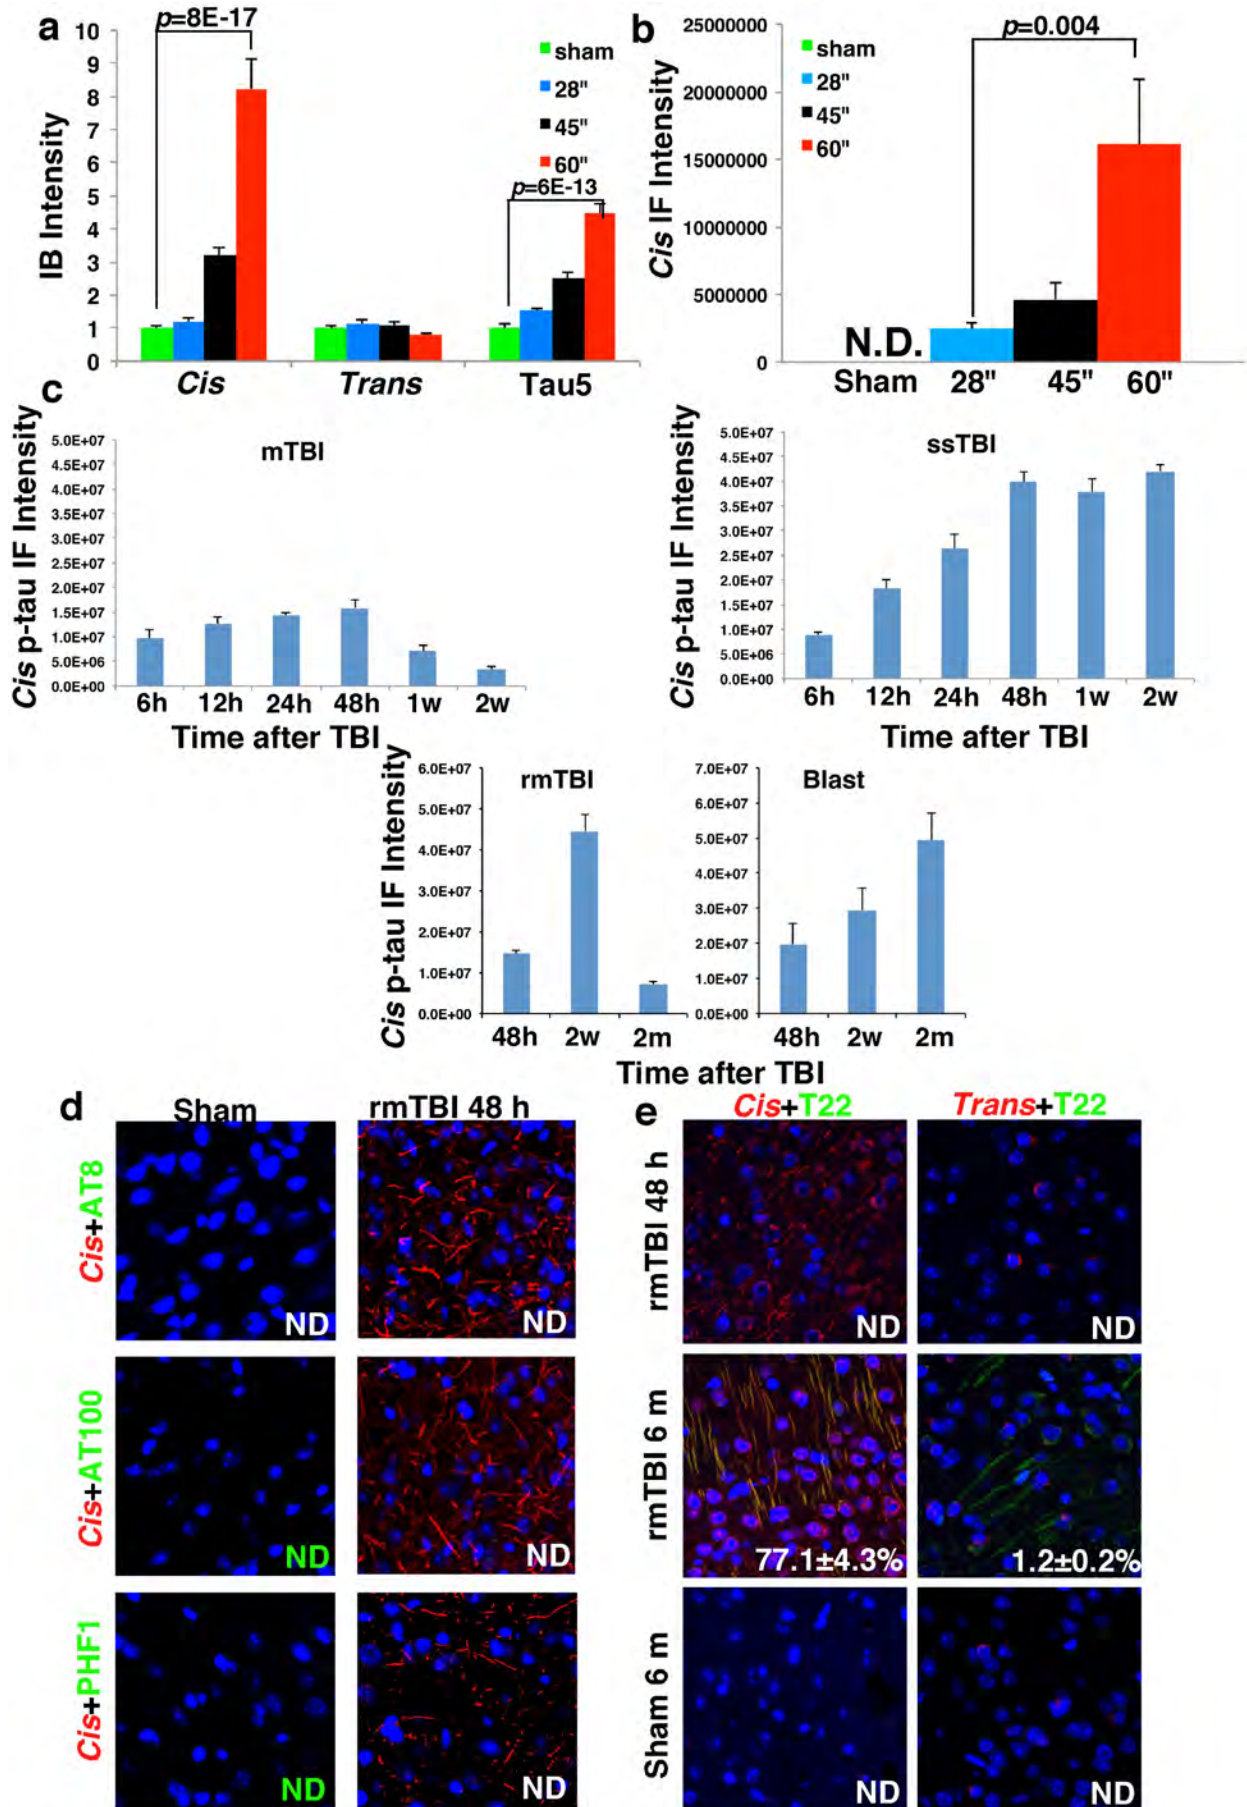 a
p=8E-17
10
9
8
7
6
5
4
3
2
1
0
IB Intensity
sham
28"
45"
60"
p=6E-13
Cis Trans Tau5
b
p=0.004
25000000
20000000
15000000
10000000
5000000
0
Cis IF Intensity
sham
28"
45"
60"
N.D.
Sham 28" 45" 60"
c
Cis p-tau IF Intensity
5.0E+07
4.5E+07
4.0E+07
3.5E+07
3.0E+07
2.5E+07
2.0E+07
1.5E+07
1.0E+07
5.0E+06
0.0E+00
mTBI
6h 12h 24h 48h 1w 2w
Time after TBI
Cis p-tau IF Intensity
5.0E+07
4.5E+07
4.0E+07
3.5E+07
3.0E+07
2.5E+07
2.0E+07
1.5E+07
1.0E+07
5.0E+06
0.0E+00
ssTBI
6h 12h 24h 48h 1w 2w
Time after TBI
Cis p-tau IF Intensity
6.0E+07
5.0E+07
4.0E+07
3.0E+07
2.0E+07
1.0E+07
0.0E+00
rmTBI
48h 2w 2m
7.0E+07
6.0E+07
5.0E+07
4.0E+07
3.0E+07
2.0E+07
1.0E+07
0.0E+00
Blast
48h 2w 2m
Time after TBI
d
Sham rmTBI 48 h
Cis+AT8
ND ND
Cis+AT100
ND ND
Cis+PHF1
ND ND
e
Cis+T22 Trans+T22
rmTBI 48 h
ND ND
rmTBI 6 m
77.1±4.3% 1.2±0.2%
Sham 6 m
ND ND